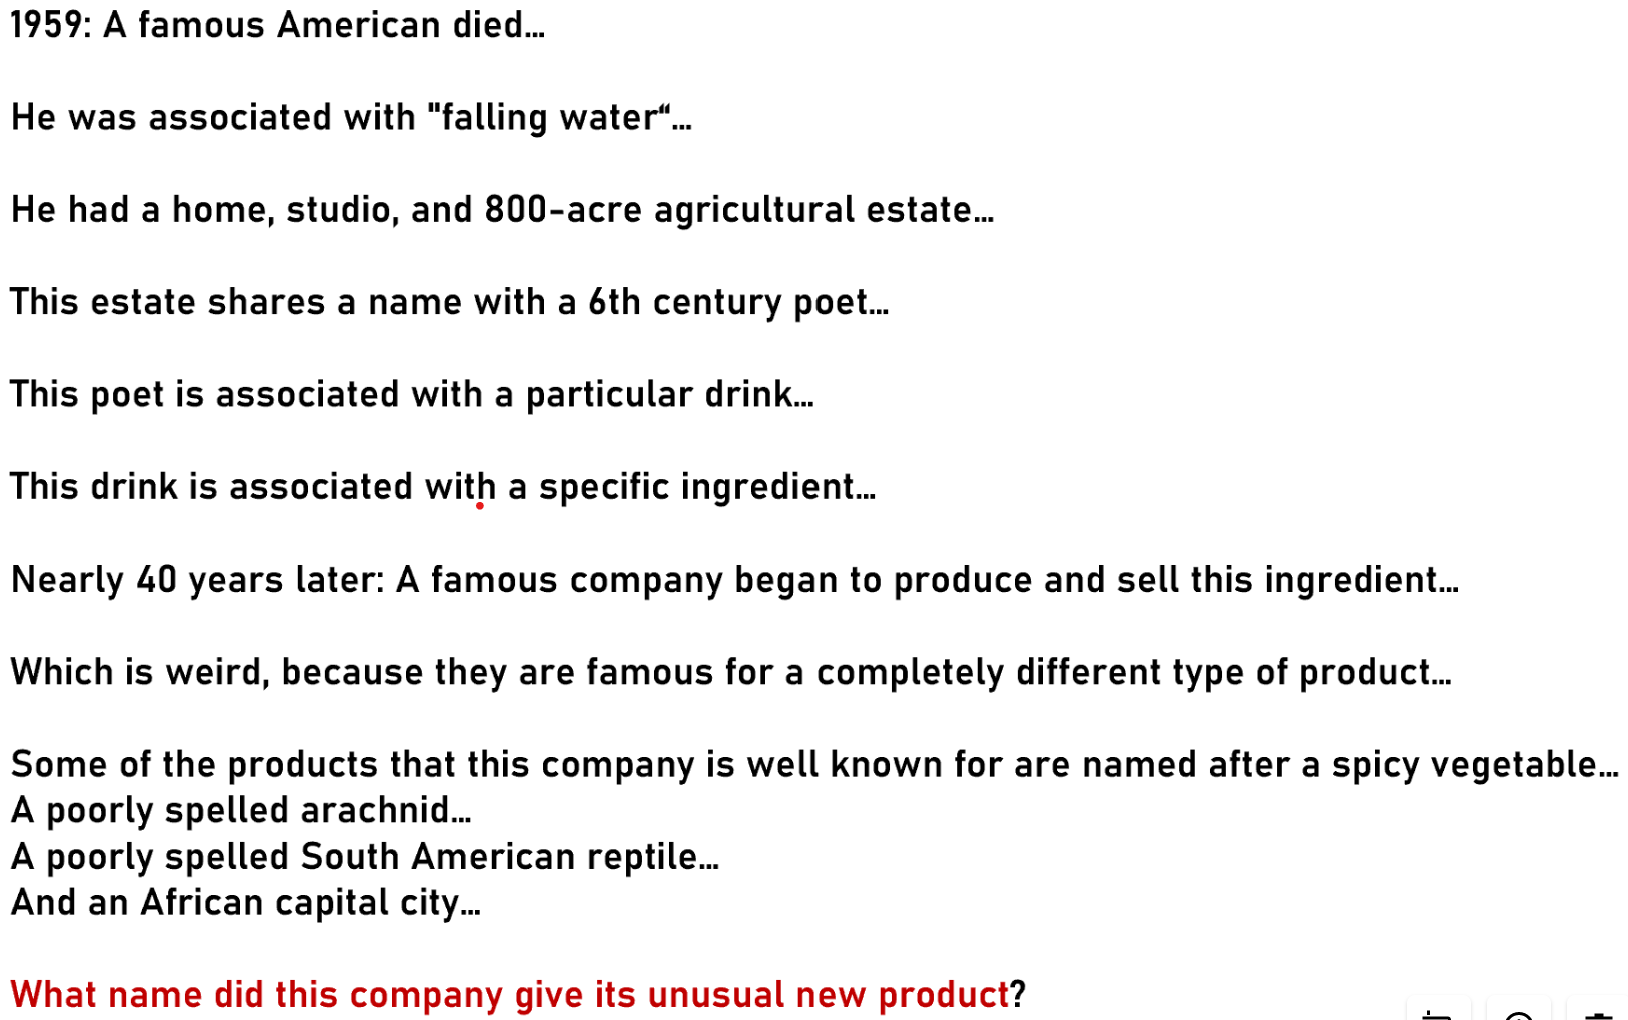 1959: A famous American died...
He was associated with "falling water“...
He had a home, studio, and 800-acre agricultural estate...
This estate shares a name with a 6th century poet...
This poet is associated with a particular drink...
This drink is associated with a specific ingredient...
Nearly 40 years later: A famous company began to produce and sell this ingredient...
Which is weird, because they are famous for a completely different type of product...
Some of the products that this company is well known for are named after a spicy vegetable...
A poorly spelled arachnid...
A poorly spelled South American reptile...
And an African capital city...
What name did this company give its unusual new product?